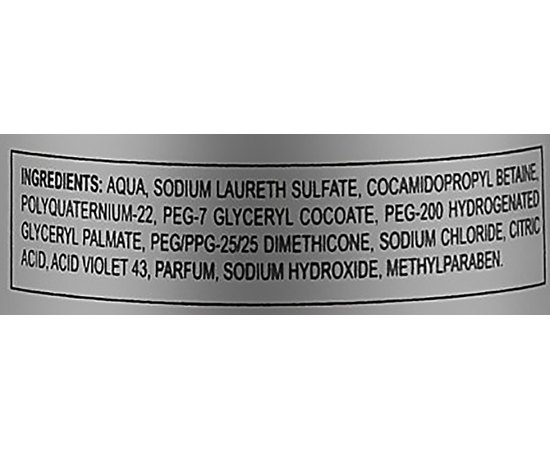 INGREDIENTS: AQUA, SODIUM LAURETH SULFATE, COCAMIDOPROPYL BETAINE,
POLYQUATERNIUM-22, PEG-7 GLYCERYL COCOATE, PEG-200 HYDROGENATED
GLYCERYL PALMATE, PEG/PPG-25/25 DIMETHICONE, SODIUM CHLORIDE, CITRIC
ACID, ACID VIOLET 43, PARFUM, SODIUM HYDROXIDE, METHYLPARABEN.